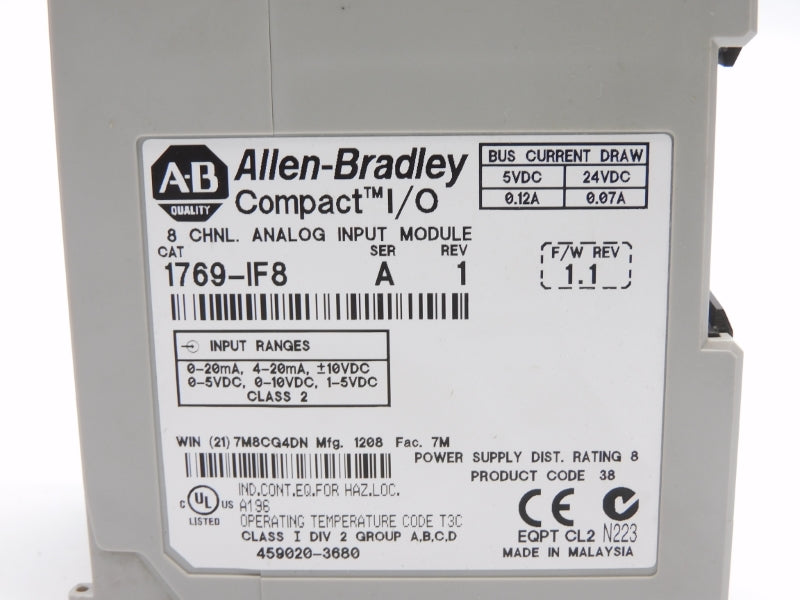 A-B
QUALITY
Allen-Bradley
Compact™ I/O
BUS CURRENT DRAW
5VDC 24VDC
0.12A 0.07A
8 CHNL. ANALOG INPUT MODULE
CAT SER REV
1769-IF8 A 1
F/W REV
1.1
INPUT RANGES
0-20mA, 4-20mA, ±10VDC
0-5VDC, 0-10VDC, 1-5VDC
CLASS 2
WIN (21) 7M8CG4DN Mfg. 1208 Fac. 7M
POWER SUPPLY DIST. RATING 8
PRODUCT CODE 38
C UL US
LISTED
IND.CONT.EQ.FOR HAZ.LOC.
A196
OPERATING TEMPERATURE CODE T3C
CLASS I DIV 2 GROUP A,B,C,D
459020-3680
CE
EQPT CL2 N223
MADE IN MALAYSIA